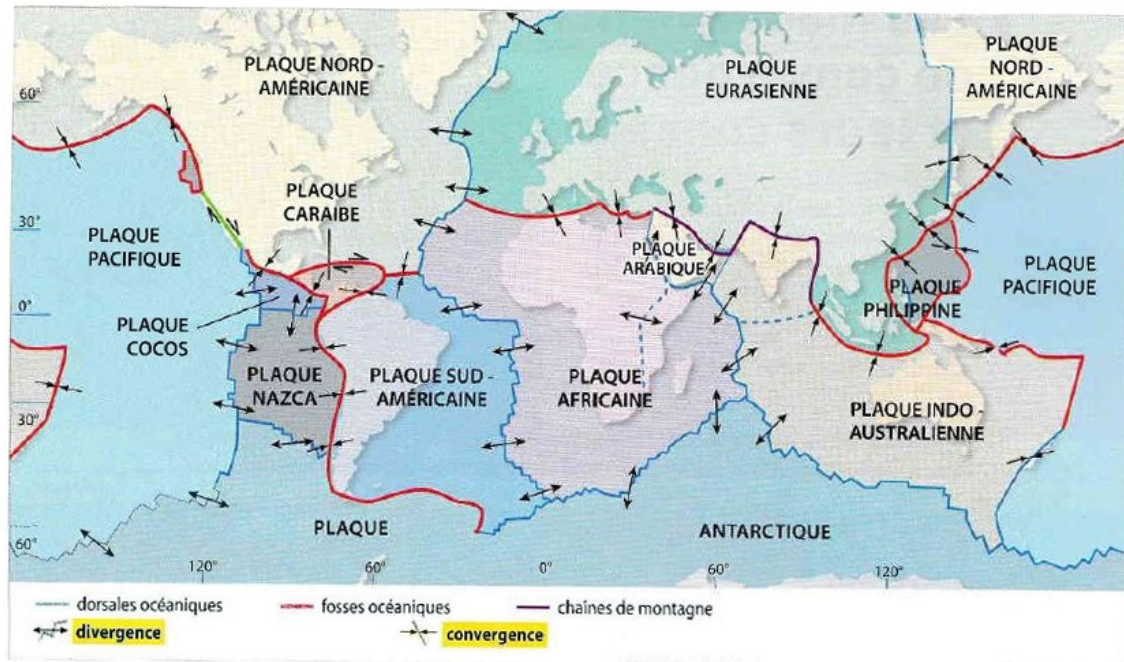 PLAQUE NORD -
AMÉRICAINE
PLAQUE
EURASIENNE
PLAQUE
NORD -
AMÉRICAINE
60°
PLAQUE
CARAIBE
30°
PLAQUE
PACIFIQUE
PLAQUE
ARABIQUE
PLAQUE
PHILIPPINE
PLAQUE
PACIFIQUE
0°
PLAQUE
COCOS
PLAQUE
NAZCA
PLAQUE SUD -
AMÉRICAINE
PLAQUE
AFRICAINE
PLAQUE INDO -
AUSTRALIENNE
30°
PLAQUE
ANTARCTIQUE
60°
120°
60°
0°
60°
120°
dorsales océaniques
fosses océaniques
chaines de montagne
divergence
convergence